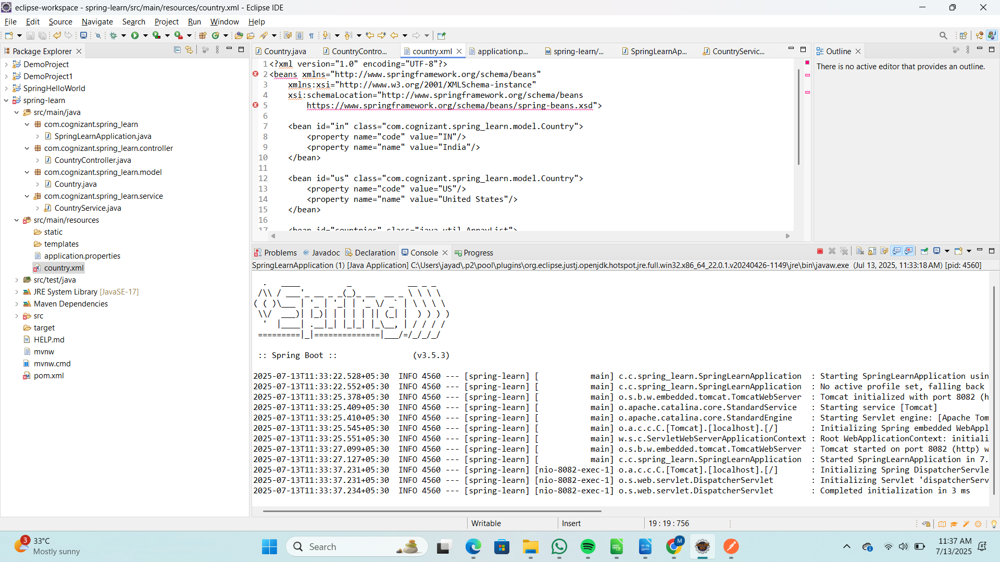 eclipse-workspace - spring-learn/src/main/resources/country.xml - Eclipse IDE
File Edit Source Navigate Search Project Run Window Help
Package Explorer
DemoProject
DemoProject1
SpringHelloWorld
spring-learn
src/main/java
com.cognizant.spring_learn
SpringLearnApplication.java
com.cognizant.spring_learn.controller
CountryController.java
com.cognizant.spring_learn.model
Country.java
com.cognizant.spring_learn.service
CountryService.java
src/main/resources
static
templates
application.properties
country.xml
src/test/java
JRE System Library [JavaSE-17]
Maven Dependencies
src
target
HELP.md
mvnw
mvnw.cmd
pom.xml
Country.java CountryContro... country.xml application.p... spring-learn/... SpringLearnAp... CountryServic...
1 <?xml version="1.0" encoding="UTF-8"?>
2 <beans xmlns="http://www.springframework.org/schema/beans"
3 xmlns:xsi="http://www.w3.org/2001/XMLSchema-instance"
4 xsi:schemaLocation="http://www.springframework.org/schema/beans
5 https://www.springframework.org/schema/beans/spring-beans.xsd">
6
7 <bean id="in" class="com.cognizant.spring_learn.model.Country">
8 <property name="code" value="IN"/>
9 <property name="name" value="India"/>
10 </bean>
11
12 <bean id="us" class="com.cognizant.spring_learn.model.Country">
13 <property name="code" value="US"/>
14 <property name="name" value="United States"/>
15 </bean>
16
17 <bean id="countries" class="java.util.ArrayList">
Outline
There is no active editor that provides an outline.
Problems Javadoc Declaration Console Progress
SpringLearnApplication (1) [Java Application] C:\Users\jayad\.p2\pool\plugins\org.eclipse.justj.openjdk.hotspot.jre.full.win32.x86_64_22.0.1.v20240426-1149\jre\bin\javaw.exe (Jul 13, 2025, 11:33:18 AM) [pid: 4560]
  .   ____          _            __ _ _
 /\\ / ___'_ __ _ _(_)_ __  __ _ \ \ \ \
( ( )\___ | '_ | '_| | '_ \/ _` | \ \ \ \
 \\/  ___)| |_)| | | | | || (_| |  ) ) ) )
  '  |____| .__|_| |_|_| |_\__, | / / / /
 =========|_|==============|___/=/_/_/_/
:: Spring Boot :: (v3.5.3)
2025-07-13T11:33:22.528+05:30 INFO 4560 --- [spring-learn] [ main] c.c.spring_learn.SpringLearnApplication : Starting SpringLearnApplication usin
2025-07-13T11:33:22.552+05:30 INFO 4560 --- [spring-learn] [ main] c.c.spring_learn.SpringLearnApplication : No active profile set, falling back
2025-07-13T11:33:25.378+05:30 INFO 4560 --- [spring-learn] [ main] o.s.b.w.embedded.tomcat.TomcatWebServer : Tomcat initialized with port 8082 (h
2025-07-13T11:33:25.409+05:30 INFO 4560 --- [spring-learn] [ main] o.apache.catalina.core.StandardService : Starting service [Tomcat]
2025-07-13T11:33:25.410+05:30 INFO 4560 --- [spring-learn] [ main] o.apache.catalina.core.StandardEngine : Starting Servlet engine: [Apache Tom
2025-07-13T11:33:25.545+05:30 INFO 4560 --- [spring-learn] [ main] o.a.c.c.C.[Tomcat].[localhost].[/] : Initializing Spring embedded WebAppl
2025-07-13T11:33:25.551+05:30 INFO 4560 --- [spring-learn] [ main] w.s.c.ServletWebServerApplicationContext : Root WebApplicationContext: initiali
2025-07-13T11:33:27.099+05:30 INFO 4560 --- [spring-learn] [ main] o.s.b.w.embedded.tomcat.TomcatWebServer : Tomcat started on port 8082 (http) w
2025-07-13T11:33:27.127+05:30 INFO 4560 --- [spring-learn] [ main] c.c.spring_learn.SpringLearnApplication : Started SpringLearnApplication in 7.
2025-07-13T11:33:37.231+05:30 INFO 4560 --- [spring-learn] [nio-8082-exec-1] o.a.c.c.C.[Tomcat].[localhost].[/] : Initializing Spring DispatcherServle
2025-07-13T11:33:37.231+05:30 INFO 4560 --- [spring-learn] [nio-8082-exec-1] o.s.web.servlet.DispatcherServlet : Initializing Servlet 'dispatcherServ
2025-07-13T11:33:37.234+05:30 INFO 4560 --- [spring-learn] [nio-8082-exec-1] o.s.web.servlet.DispatcherServlet : Completed initialization in 3 ms
Writable Insert 19 : 19 : 756
3
33°C
Mostly sunny
Search
M
11:37 AM
7/13/2025